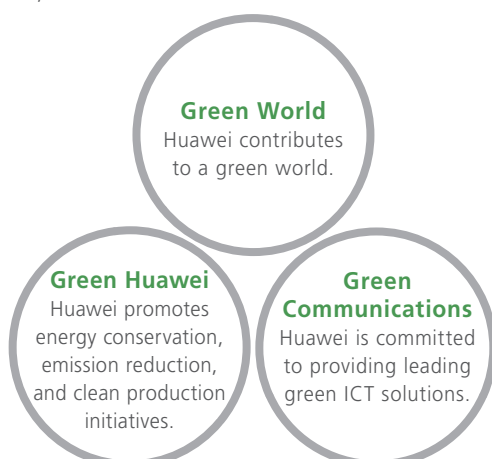 Green World
Huawei contributes
to a green world.
Green Huawei
Huawei promotes
energy conservation,
emission reduction,
and clean production
initiatives.
Green
Communications
Huawei is committed
to providing leading
green ICT solutions.